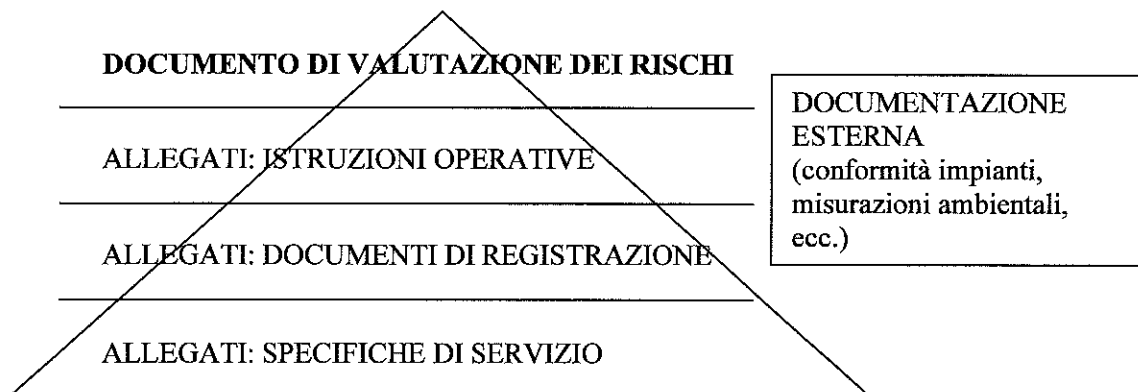 DOCUMENTO DI VALUTAZIONE DEI RISCHI
ALLEGATI: ISTRUZIONI OPERATIVE
ALLEGATI: DOCUMENTI DI REGISTRAZIONE
ALLEGATI: SPECIFICHE DI SERVIZIO
DOCUMENTAZIONE
ESTERNA
(conformità impianti,
misurazioni ambientali,
ecc.)